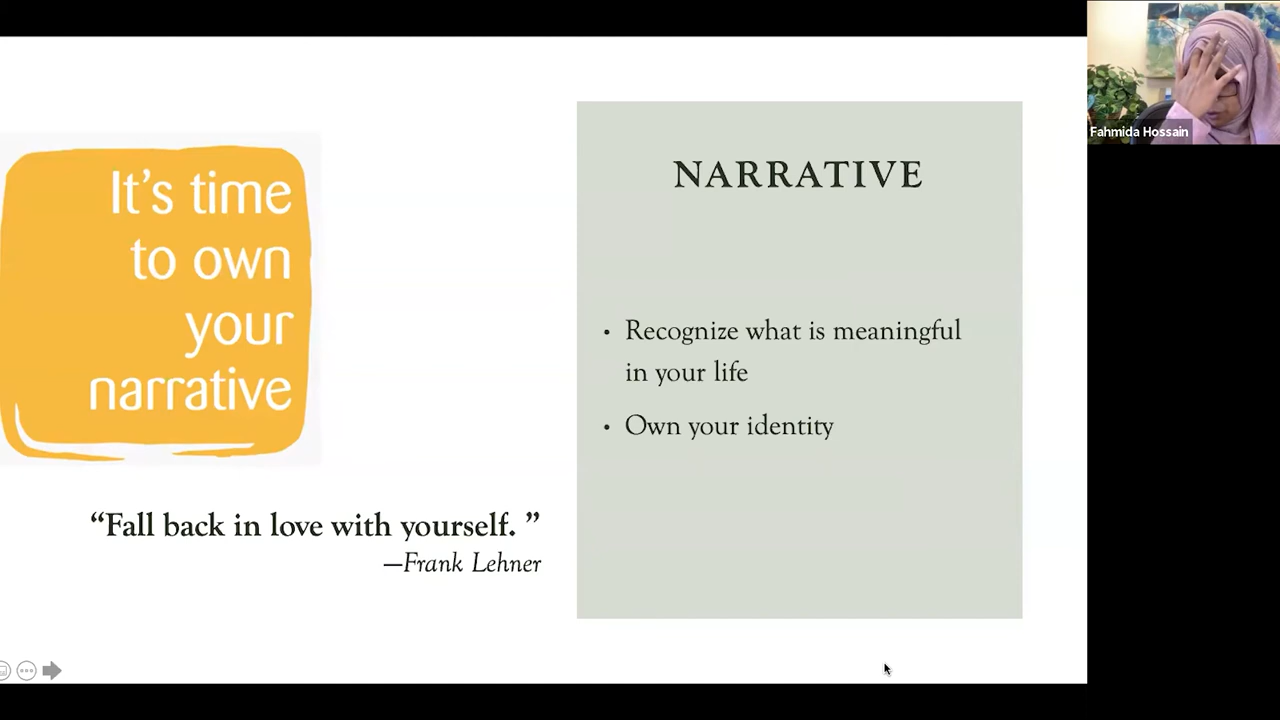 It's time
to own
your
narrative
“Fall back in love with yourself. ”
—Frank Lehner
NARRATIVE
• Recognize what is meaningful
in your life
• Own your identity
Fahmida Hossain